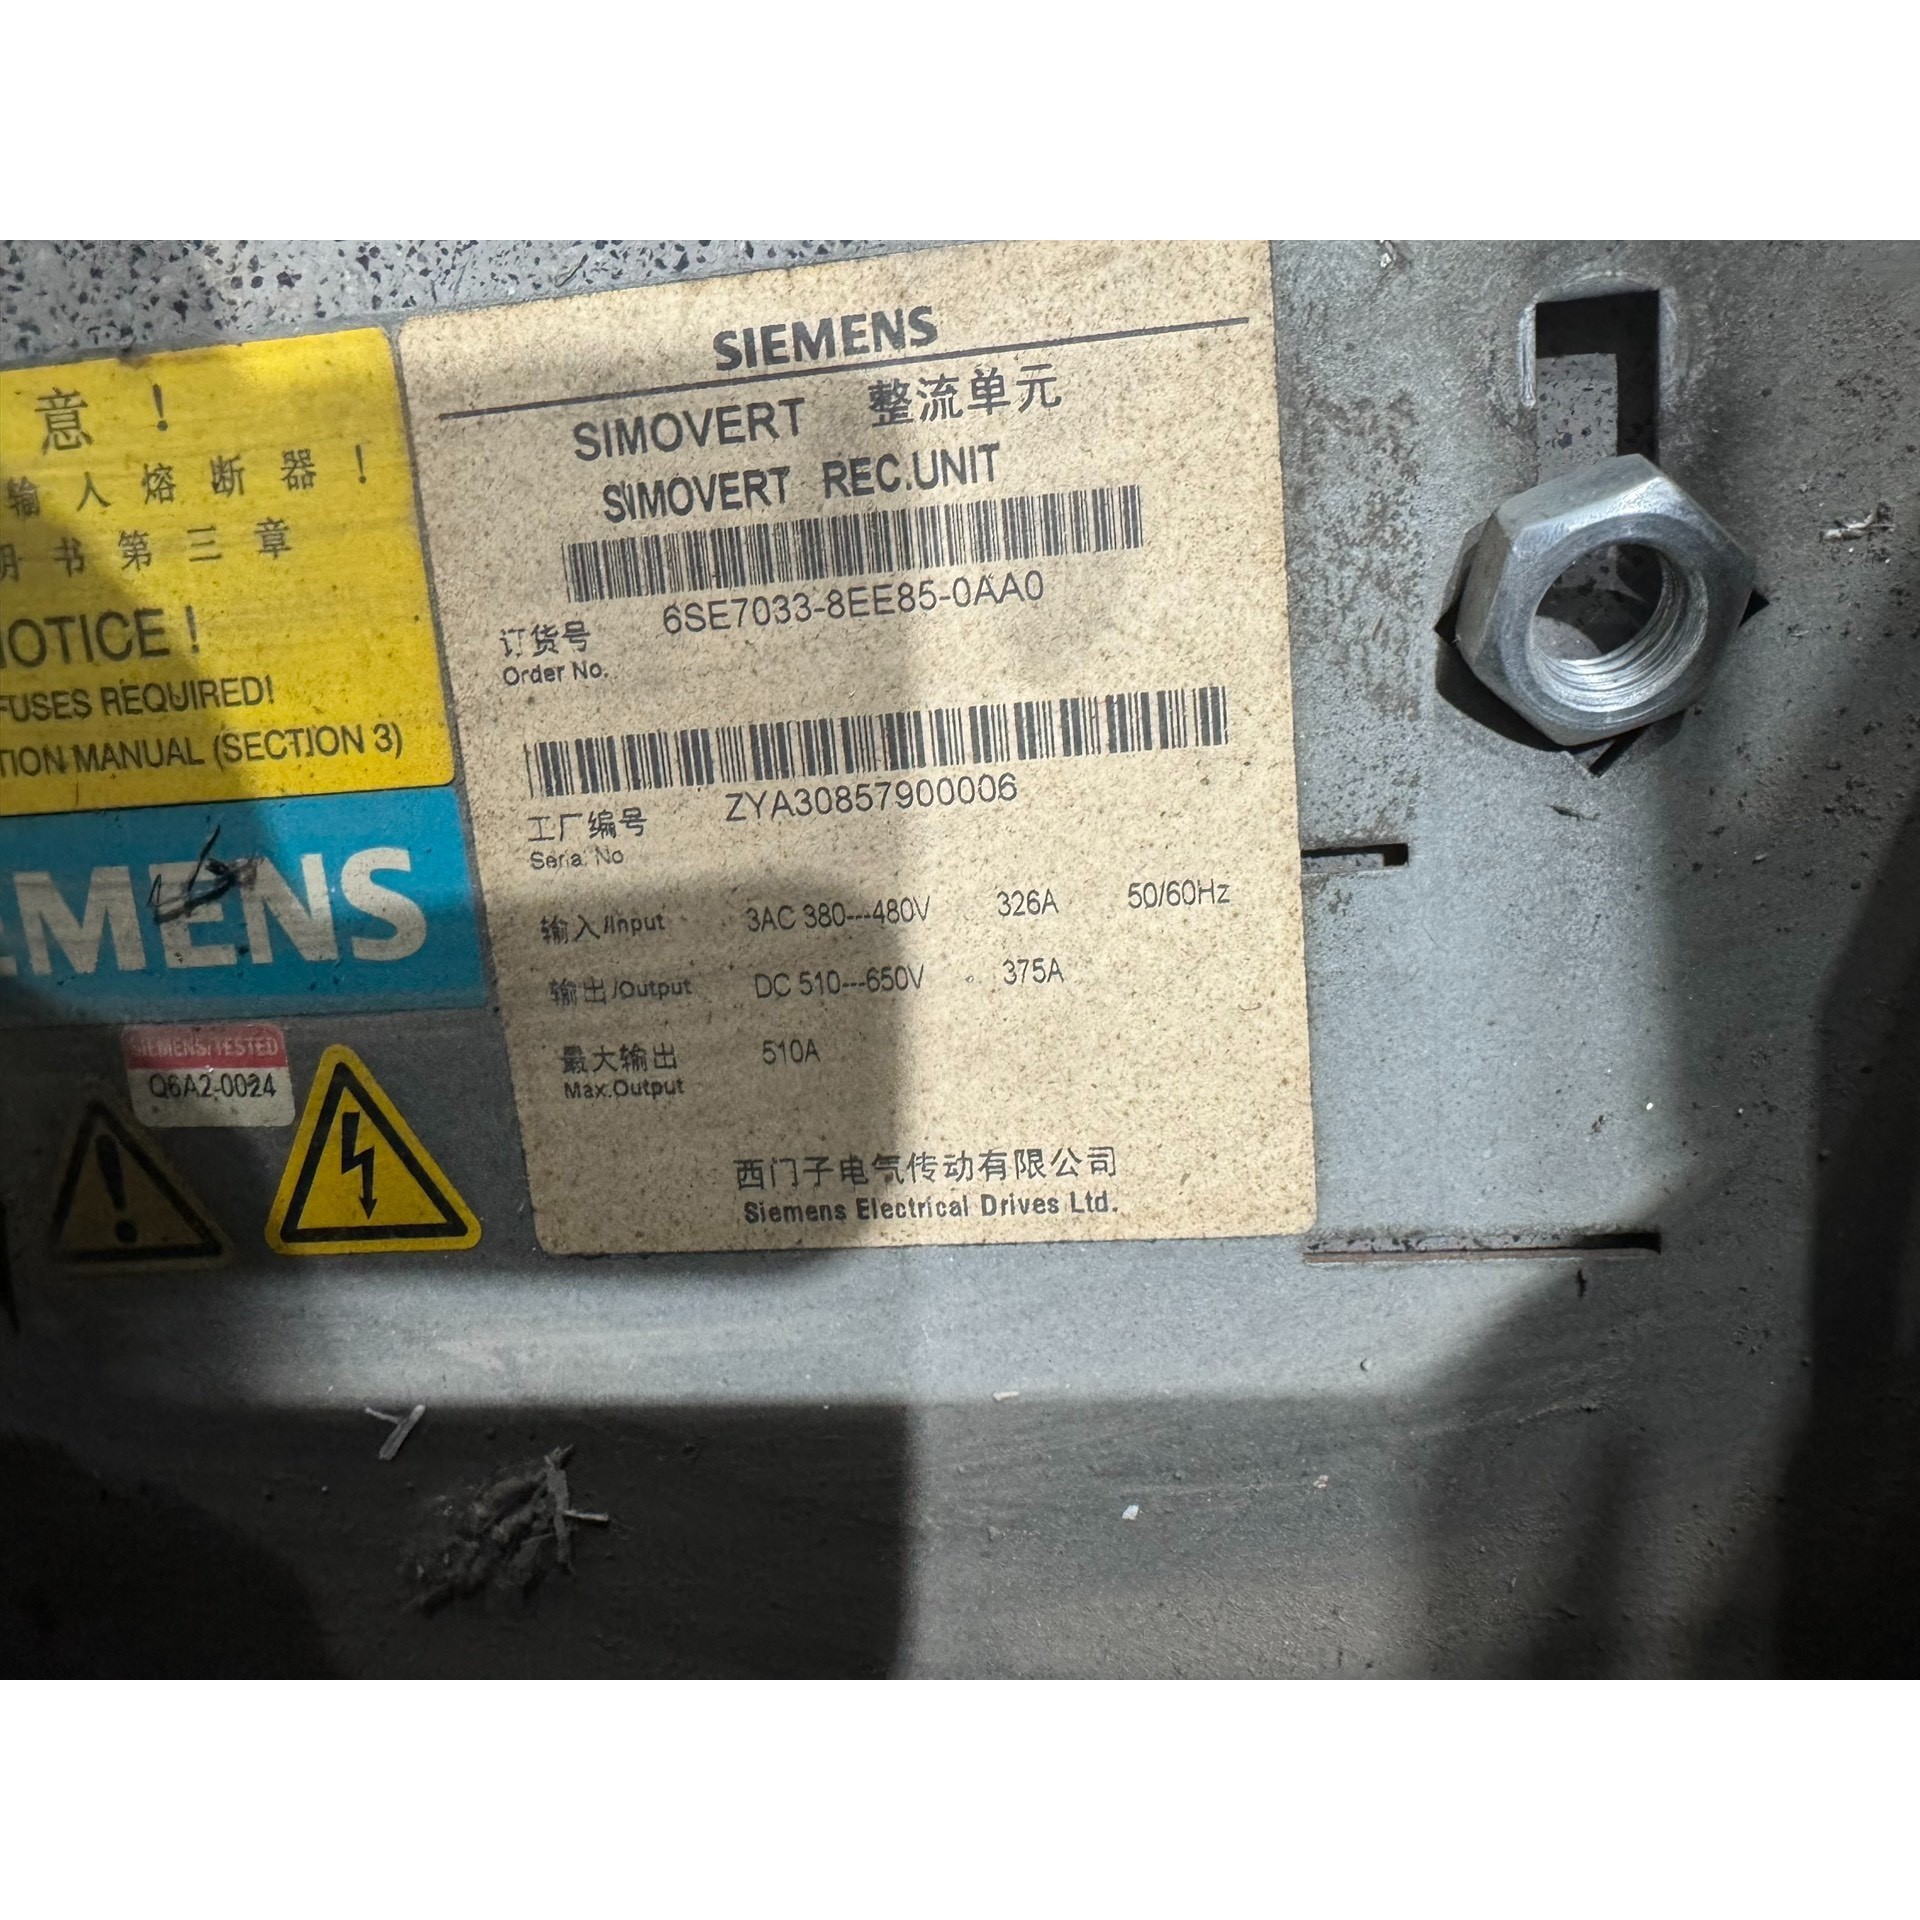 意！
输入熔断器！
书第三章
NOTICE!
FUSES REQUIRED!
MANUAL (SECTION 3)
SIEMENS
SIEMENS/TESTED
Q6A2-0024
SIEMENS
SIMOVERT 整流单元
SIMOVERT REC.UNIT
6SE7033-8EE85-0AA0
订货号
Order No.
ZYA30857900006
工厂编号
Serial No
输入/Input 3AC 380---480V 326A 50/60Hz
输出/Output DC 510---650V 375A
最大输出 510A
Max.Output
西门子电气传动有限公司
Siemens Electrical Drives Ltd.